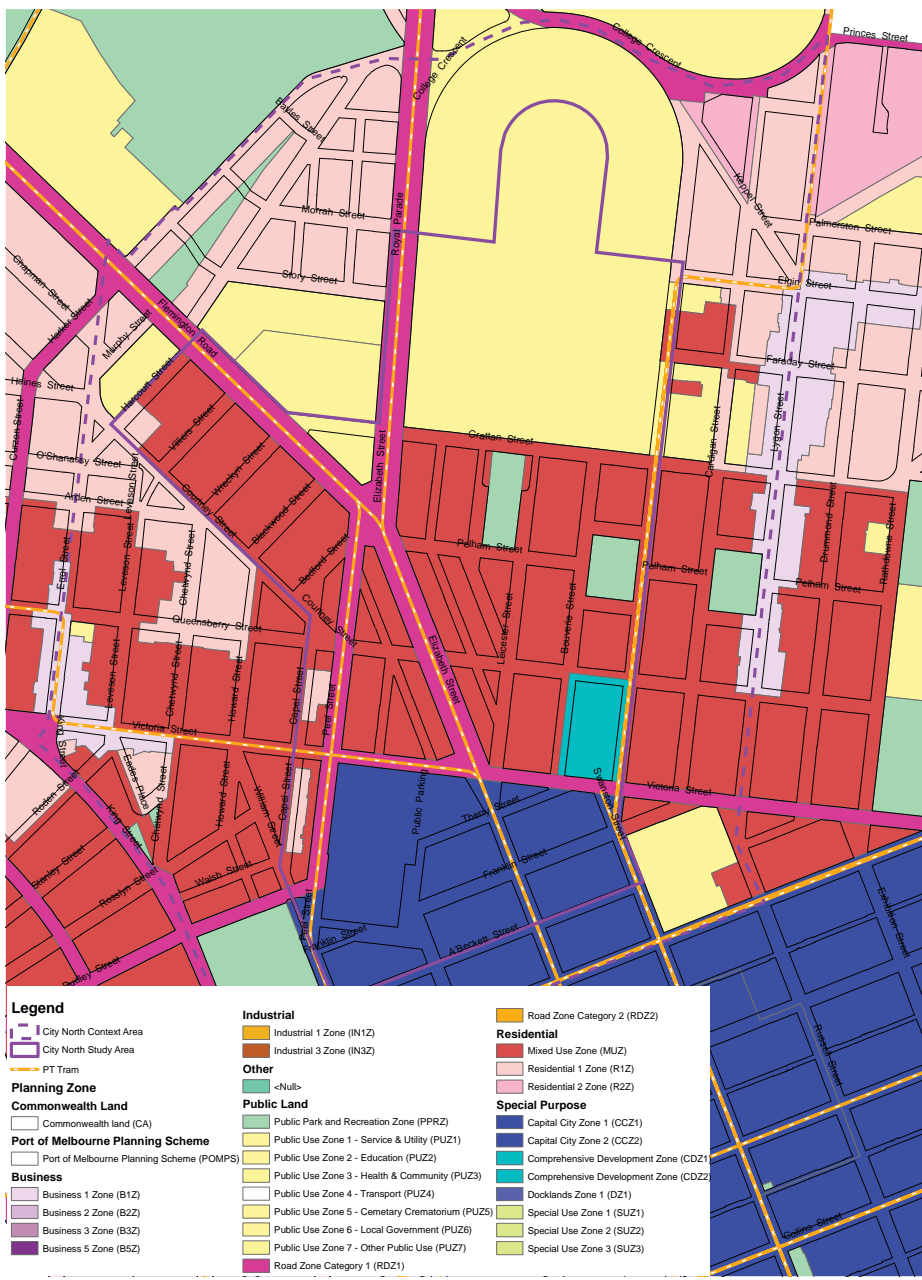 College Crescent
Princes Street
College Crescent
Bayles Street
Keppel Street
Morrah Street
Royal Parade
Palmerston Street
Story Street
Elgin Street
Chapman Street
Harker Street
Murphy Street
Flemington Road
Faraday Street
Haines Street
Harcourt Street
Curzon Street
Villiers Street
Grattan Street
Cardigan Street
Lygon Street
O'Shanassy Street
Wreckyn Street
Elizabeth Street
Leveson Street
Arden Street
Courtney Street
Blackwood Street
Drummond Street
Rathdowne Street
Errol Street
Leveson Street
Chetwynd Street
Bedford Street
Pelham Street
Pelham Street
Pelham Street
Queensberry Street
Courtney Street
Leicester Street
Bouverie Street
Elizabeth Street
Leveson Street
Chetwynd Street
Howard Street
Capel Street
Peel Street
Victoria Street
King Street
Eades Place
Roden Street
King Street
Chetwynd Street
Howard Street
William Street
Capel Street
Public Parking
Therry Street
Swanston Street
Victoria Street
Stanley Street
Rosslyn Street
Walsh Street
Franklin Street
Peel Street
Franklin Street
A'Beckett Street
Exhibition Street
Dudley Street
Russell Street
Collins Street
Legend
City North Context Area
City North Study Area
PT Tram
Planning Zone
Commonwealth Land
Commonwealth land (CA)
Port of Melbourne Planning Scheme
Port of Melbourne Planning Scheme (POMPS)
Business
Business 1 Zone (B1Z)
Business 2 Zone (B2Z)
Business 3 Zone (B3Z)
Business 5 Zone (B5Z)
Industrial
Industrial 1 Zone (IN1Z)
Industrial 3 Zone (IN3Z)
Other
<Null>
Public Land
Public Park and Recreation Zone (PPRZ)
Public Use Zone 1 - Service & Utility (PUZ1)
Public Use Zone 2 - Education (PUZ2)
Public Use Zone 3 - Health & Community (PUZ3)
Public Use Zone 4 - Transport (PUZ4)
Public Use Zone 5 - Cemetary Crematorium (PUZ5)
Public Use Zone 6 - Local Government (PUZ6)
Public Use Zone 7 - Other Public Use (PUZ7)
Road Zone Category 1 (RDZ1)
Road Zone Category 2 (RDZ2)
Residential
Mixed Use Zone (MUZ)
Residential 1 Zone (R1Z)
Residential 2 Zone (R2Z)
Special Purpose
Capital City Zone 1 (CCZ1)
Capital City Zone 2 (CCZ2)
Comprehensive Development Zone (CDZ1)
Comprehensive Development Zone (CDZ2)
Docklands Zone 1 (DZ1)
Special Use Zone 1 (SUZ1)
Special Use Zone 2 (SUZ2)
Special Use Zone 3 (SUZ3)